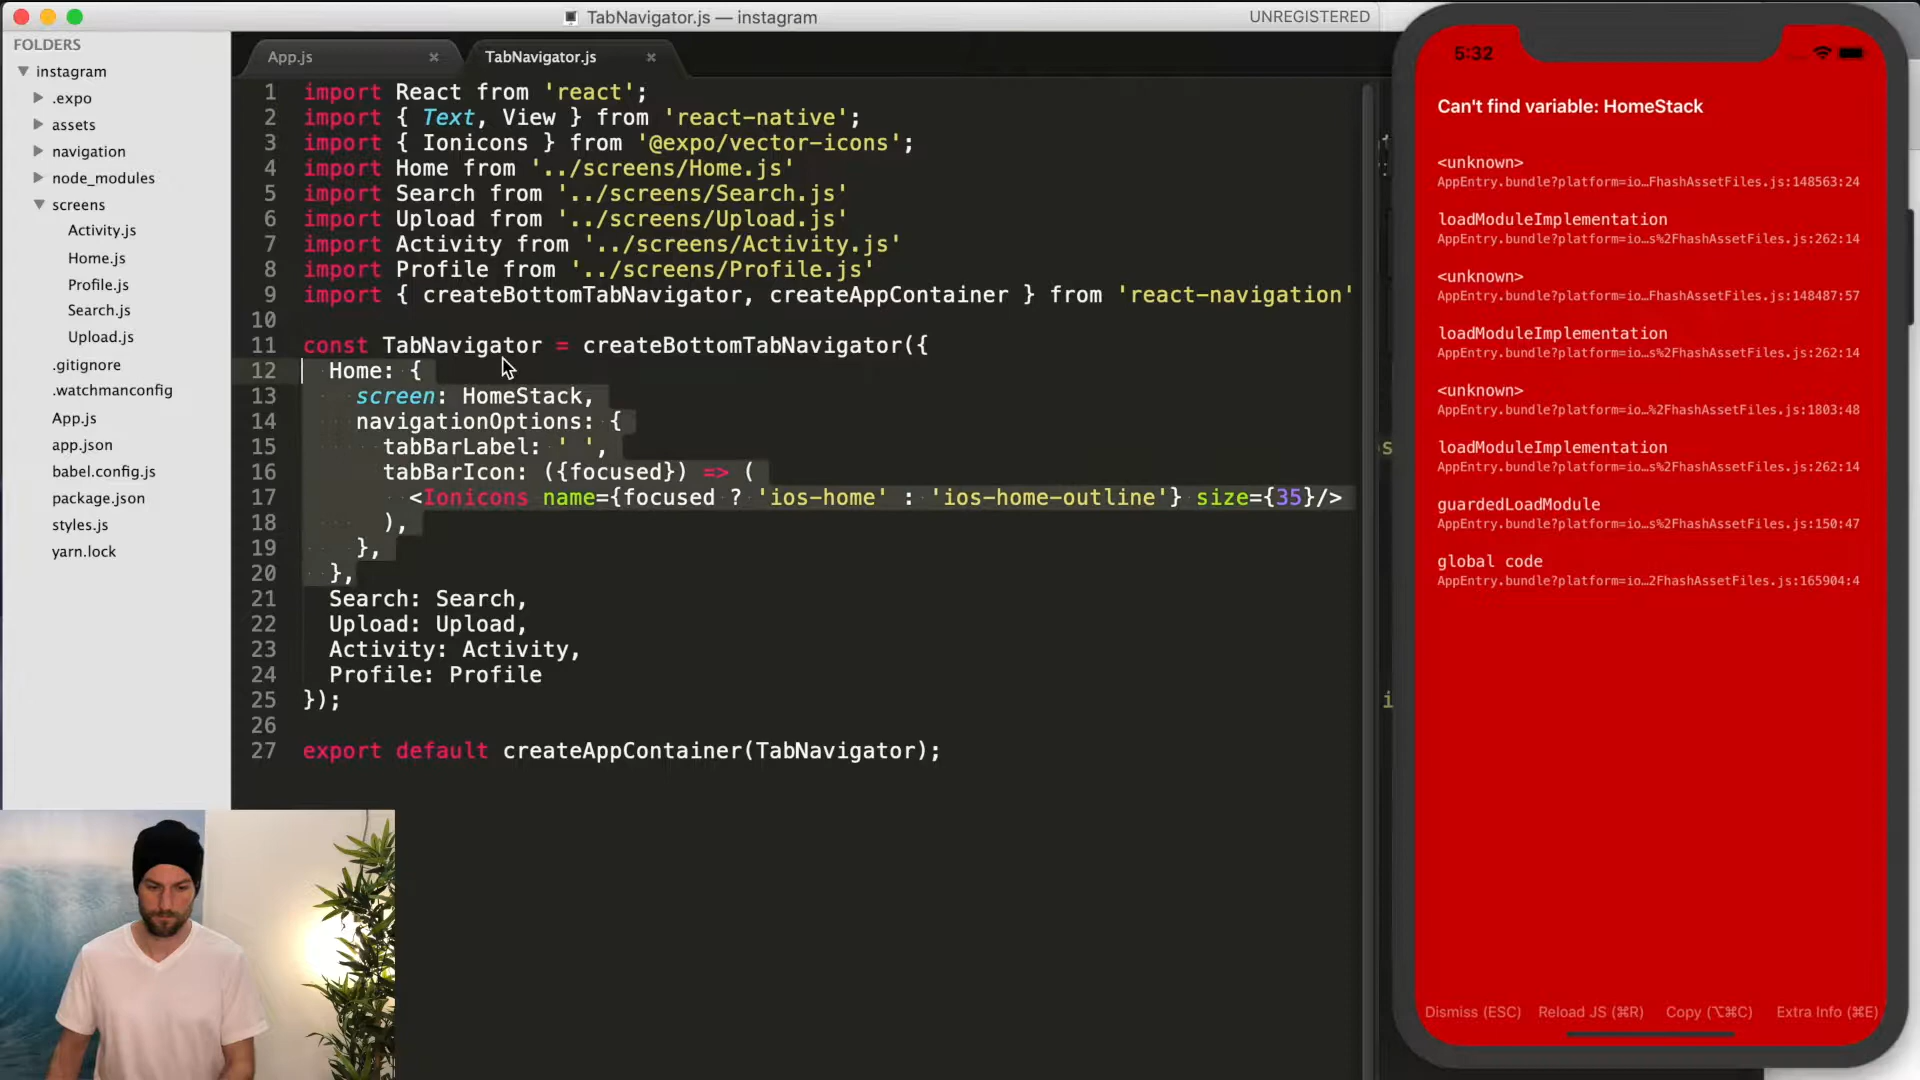 TabNavigator.js — instagram
UNREGISTERED
FOLDERS
instagram
.expo
assets
navigation
node_modules
screens
Activity.js
Home.js
Profile.js
Search.js
Upload.js
.gitignore
.watchmanconfig
App.js
app.json
babel.config.js
package.json
styles.js
yarn.lock
App.js
TabNavigator.js
1 import React from 'react';
2 import { Text, View } from 'react-native';
3 import { Ionicons } from '@expo/vector-icons';
4 import Home from '../screens/Home.js'
5 import Search from '../screens/Search.js'
6 import Upload from '../screens/Upload.js'
7 import Activity from '../screens/Activity.js'
8 import Profile from '../screens/Profile.js'
9 import { createBottomTabNavigator, createAppContainer } from 'react-navigation'
10
11 const TabNavigator = createBottomTabNavigator({
12 Home: {
13 screen: HomeStack,
14 navigationOptions: {
15 tabBarLabel: ' ',
16 tabBarIcon: ({focused}) => (
17 <Ionicons name={focused ? 'ios-home' : 'ios-home-outline'} size={35}/>
18 ),
19 },
20 },
21 Search: Search,
22 Upload: Upload,
23 Activity: Activity,
24 Profile: Profile
25 });
26
27 export default createAppContainer(TabNavigator);
5:32
Can't find variable: HomeStack
<unknown>
AppEntry.bundle?platform=io…FhashAssetFiles.js:148563:24
loadModuleImplementation
AppEntry.bundle?platform=io…s%2FhashAssetFiles.js:262:14
<unknown>
AppEntry.bundle?platform=io…FhashAssetFiles.js:148487:57
loadModuleImplementation
AppEntry.bundle?platform=io…s%2FhashAssetFiles.js:262:14
<unknown>
AppEntry.bundle?platform=io…%2FhashAssetFiles.js:1803:48
loadModuleImplementation
AppEntry.bundle?platform=io…s%2FhashAssetFiles.js:262:14
guardedLoadModule
AppEntry.bundle?platform=io…s%2FhashAssetFiles.js:150:47
global code
AppEntry.bundle?platform=io…2FhashAssetFiles.js:165904:4
Dismiss (ESC)
Reload JS (⌘R)
Copy (⌥⌘C)
Extra Info (⌘E)